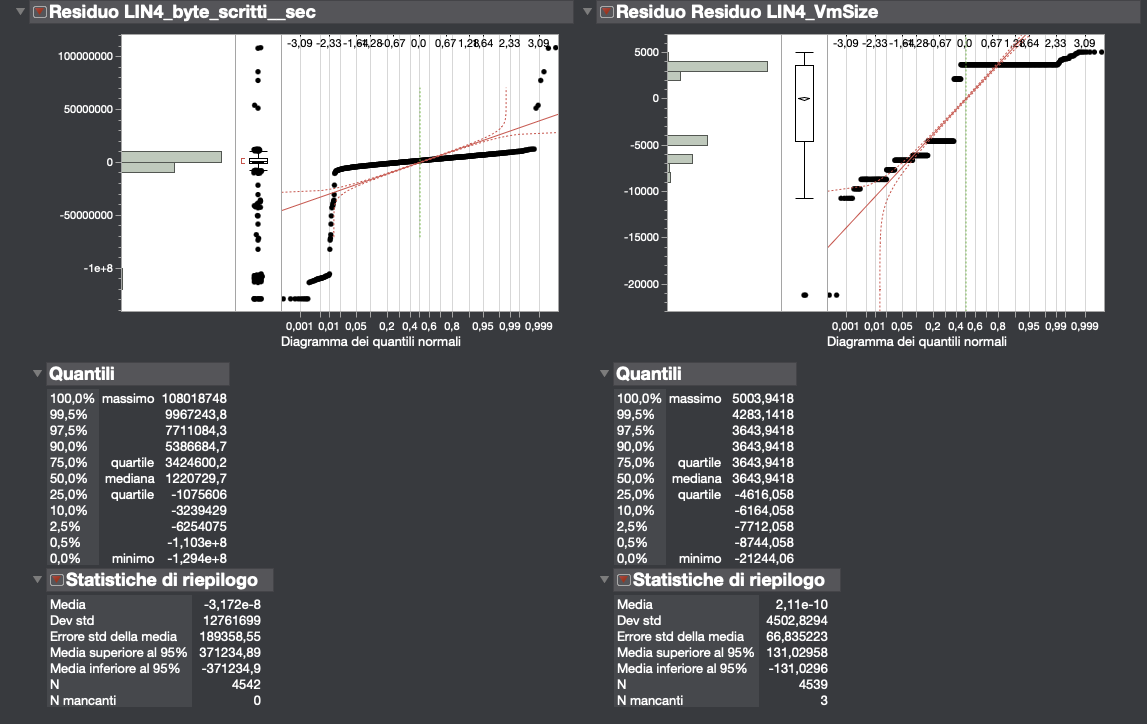 Residuo LIN4_byte_scritti__sec
-3,09 -2,33 -1,64 -1,28 -0,67 0,0 0,67 1,28 1,64 2,33 3,09
100000000
50000000
0
-50000000
-1e+8
0,001 0,01 0,05 0,2 0,4 0,6 0,8 0,95 0,99 0,999
Diagramma dei quantili normali
Quantili
100,0% massimo 108018748
99,5% 9967243,8
97,5% 7711084,3
90,0% 5386684,7
75,0% quartile 3424600,2
50,0% mediana 1220729,7
25,0% quartile -1075606
10,0% -3239429
2,5% -6254075
0,5% -1,103e+8
0,0% minimo -1,294e+8
Statistiche di riepilogo
Media -3,172e-8
Dev std 12761699
Errore std della media 189358,55
Media superiore al 95% 371234,89
Media inferiore al 95% -371234,9
N 4542
N mancanti 0
Residuo Residuo LIN4_VmSize
-3,09 -2,33 -1,64 -1,28 -0,67 0,0 0,67 1,28 1,64 2,33 3,09
5000
0
-5000
-10000
-15000
-20000
0,001 0,01 0,05 0,2 0,4 0,6 0,8 0,95 0,99 0,999
Diagramma dei quantili normali
Quantili
100,0% massimo 5003,9418
99,5% 4283,1418
97,5% 3643,9418
90,0% 3643,9418
75,0% quartile 3643,9418
50,0% mediana 3643,9418
25,0% quartile -4616,058
10,0% -6164,058
2,5% -7712,058
0,5% -8744,058
0,0% minimo -21244,06
Statistiche di riepilogo
Media 2,11e-10
Dev std 4502,8294
Errore std della media 66,835223
Media superiore al 95% 131,02958
Media inferiore al 95% -131,0296
N 4539
N mancanti 3